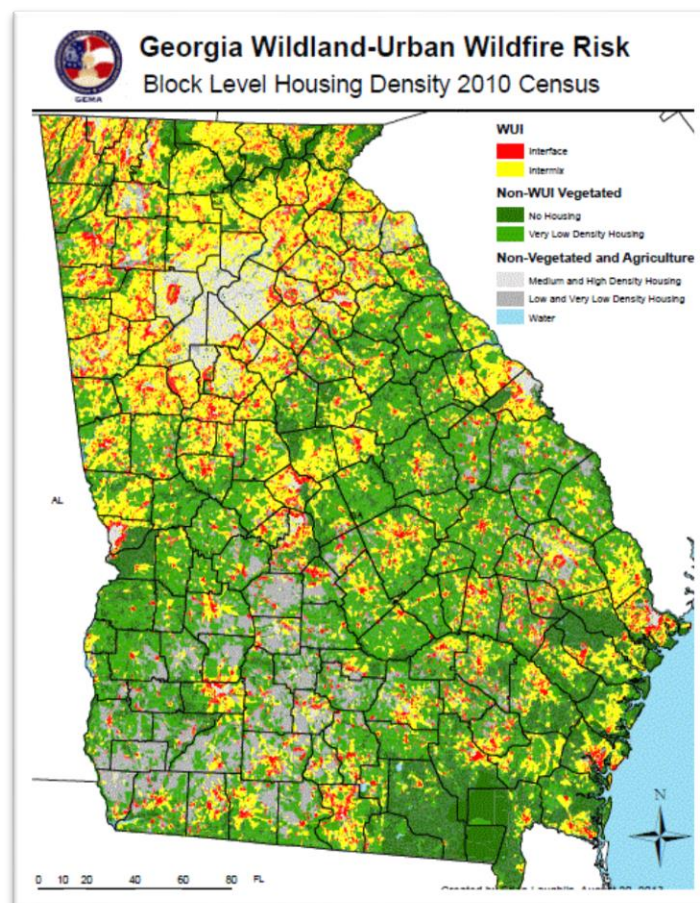 Georgia Wildland-Urban Wildfire Risk
Block Level Housing Density 2010 Census
GEMA
WUI
Interface
Intermix
Non-WUI Vegetated
No Housing
Very Low Density Housing
Non-Vegetated and Agriculture
Medium and High Density Housing
Low and Very Low Density Housing
Water
AL
N
0 10 20 40 60 80
FL